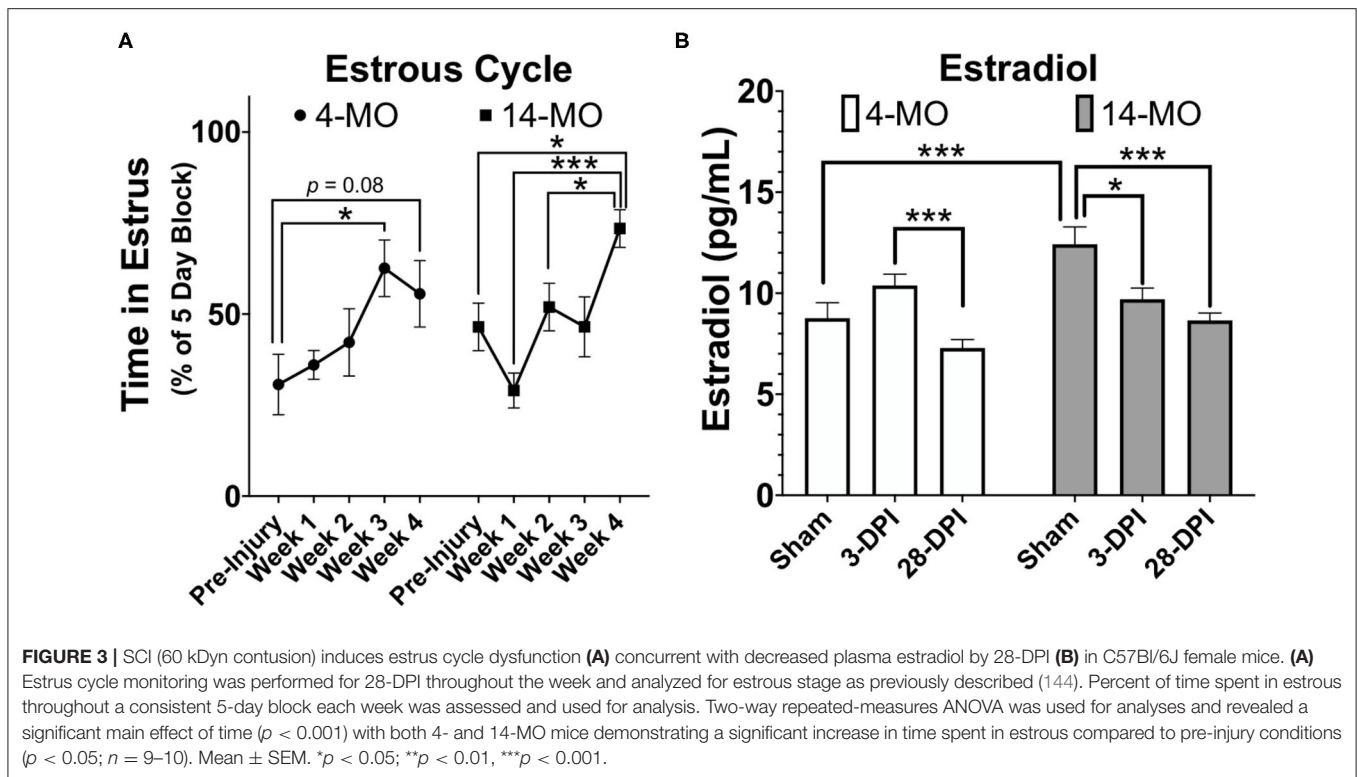 A
Estrous Cycle
4-MO
14-MO
Time in Estrus
(% of 5 Day Block)
100
50
0
p = 0.08
*
*
***
*
Pre-Injury
Week 1
Week 2
Week 3
Week 4
Pre-Injury
Week 1
Week 2
Week 3
Week 4
B
Estradiol
4-MO
14-MO
Estradiol (pg/mL)
20
15
10
5
0
***
***
***
*
Sham
3-DPI
28-DPI
Sham
3-DPI
28-DPI
FIGURE 3 | SCI (60 kDyn contusion) induces estrus cycle dysfunction (A) concurrent with decreased plasma estradiol by 28-DPI (B) in C57Bl/6J female mice. (A)
Estrus cycle monitoring was performed for 28-DPI throughout the week and analyzed for estrous stage as previously described (144). Percent of time spent in estrous
throughout a consistent 5-day block each week was assessed and used for analysis. Two-way repeated-measures ANOVA was used for analyses and revealed a
significant main effect of time (p < 0.001) with both 4- and 14-MO mice demonstrating a significant increase in time spent in estrous compared to pre-injury conditions
(p < 0.05; n = 9–10). Mean ± SEM. *p < 0.05; **p < 0.01, ***p < 0.001.